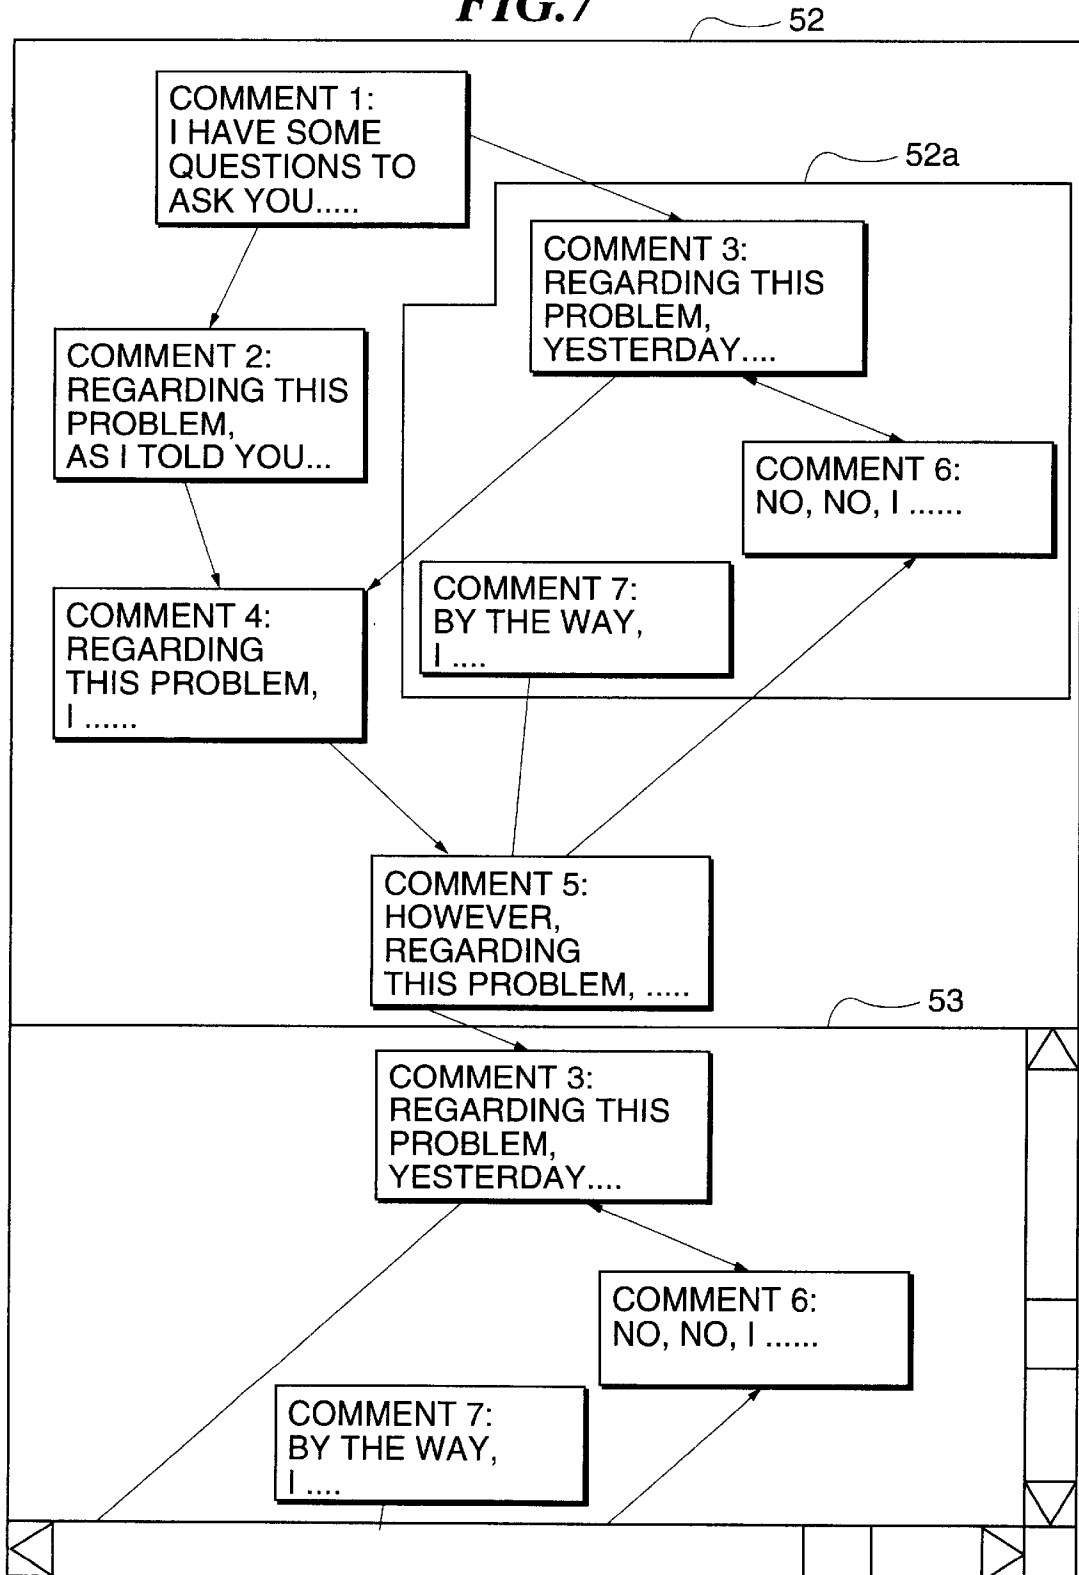 FIG.7
52
COMMENT 1:
I HAVE SOME
QUESTIONS TO
ASK YOU.....
52a
COMMENT 3:
REGARDING THIS
PROBLEM,
YESTERDAY....
COMMENT 2:
REGARDING THIS
PROBLEM,
AS I TOLD YOU...
COMMENT 6:
NO, NO, I ......
COMMENT 7:
BY THE WAY,
I ....
COMMENT 4:
REGARDING
THIS PROBLEM,
I ......
COMMENT 5:
HOWEVER,
REGARDING
THIS PROBLEM, .....
53
COMMENT 3:
REGARDING THIS
PROBLEM,
YESTERDAY....
COMMENT 6:
NO, NO, I ......
COMMENT 7:
BY THE WAY,
I ....